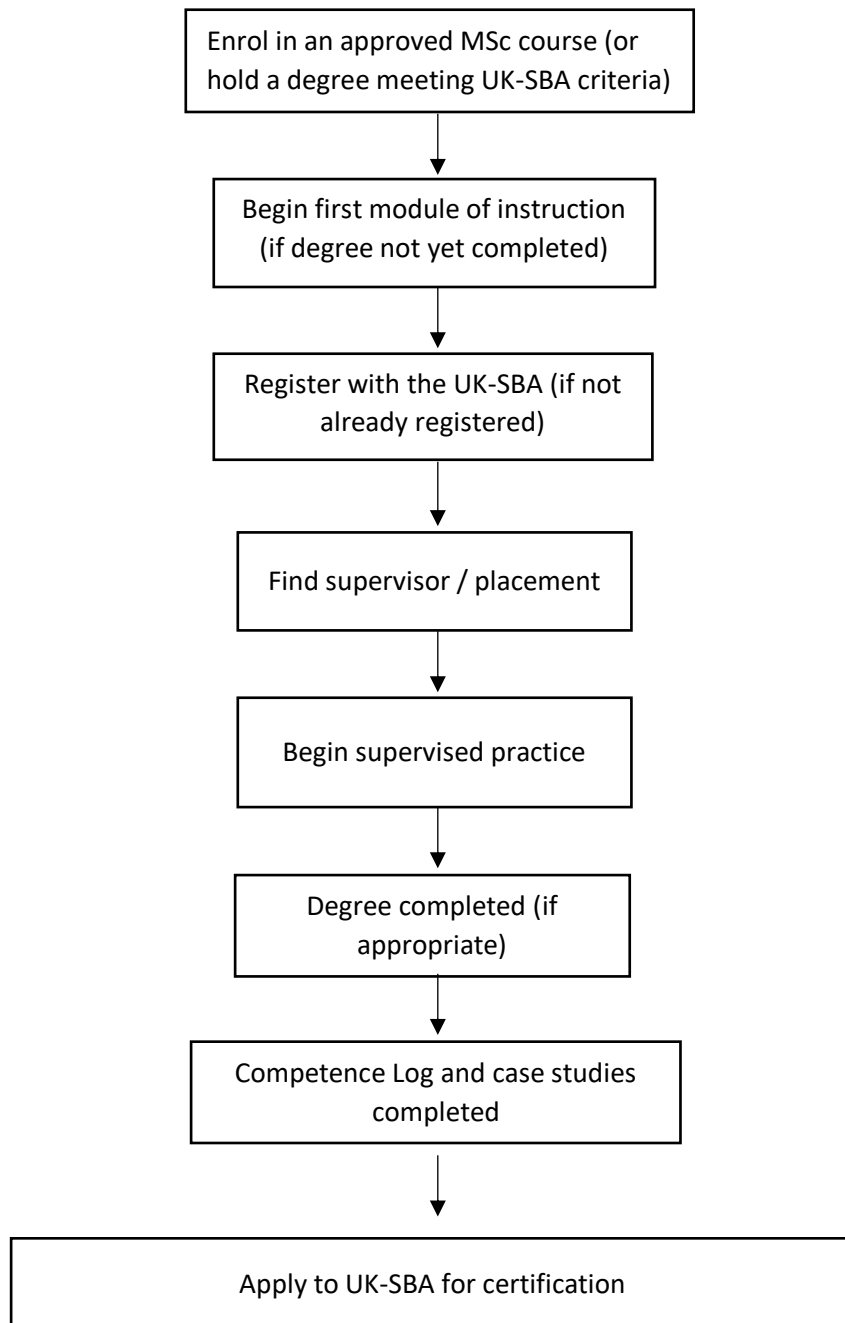 Enrol in an approved MSc course (or
hold a degree meeting UK-SBA criteria)
Begin first module of instruction
(if degree not yet completed)
Register with the UK-SBA (if not
already registered)
Find supervisor / placement
Begin supervised practice
Degree completed (if
appropriate)
Competence Log and case studies
completed
Apply to UK-SBA for certification